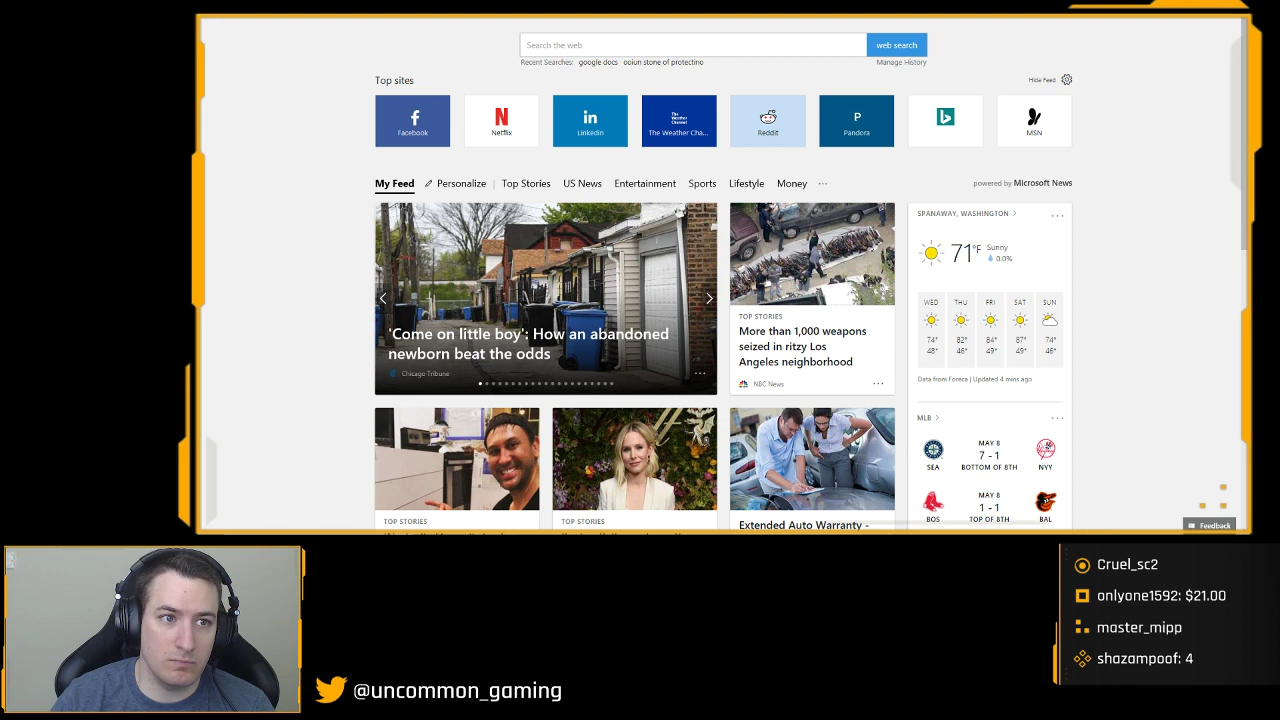 Search the web
web search
Recent Searches: google docs ooiun stone of protectino
Manage History
Top sites
Hide Feed
Facebook
Netflix
Linkedin
The Weather Channel
The Weather Cha...
Reddit
P
Pandora
MSN
My Feed
Personalize
Top Stories
US News
Entertainment
Sports
Lifestyle
Money
powered by Microsoft News
'Come on little boy': How an abandoned
newborn beat the odds
Chicago Tribune
TOP STORIES
More than 1,000 weapons
seized in ritzy Los
Angeles neighborhood
NBC News
SPANAWAY, WASHINGTON
71°F Sunny
0.0%
WED THU FRI SAT SUN
74° 82° 84° 87° 74°
48° 46° 49° 49° 46°
Data from Foreca | Updated 4 mins ago
MLB
MAY 8
7 - 1
SEA BOTTOM OF 8TH NYY
MAY 8
1 - 1
BOS TOP OF 8TH BAL
TOP STORIES
TOP STORIES
Extended Auto Warranty -
Feedback
@uncommon_gaming
Cruel_sc2
onlyone1592: $21.00
master_mipp
shazampoof: 4